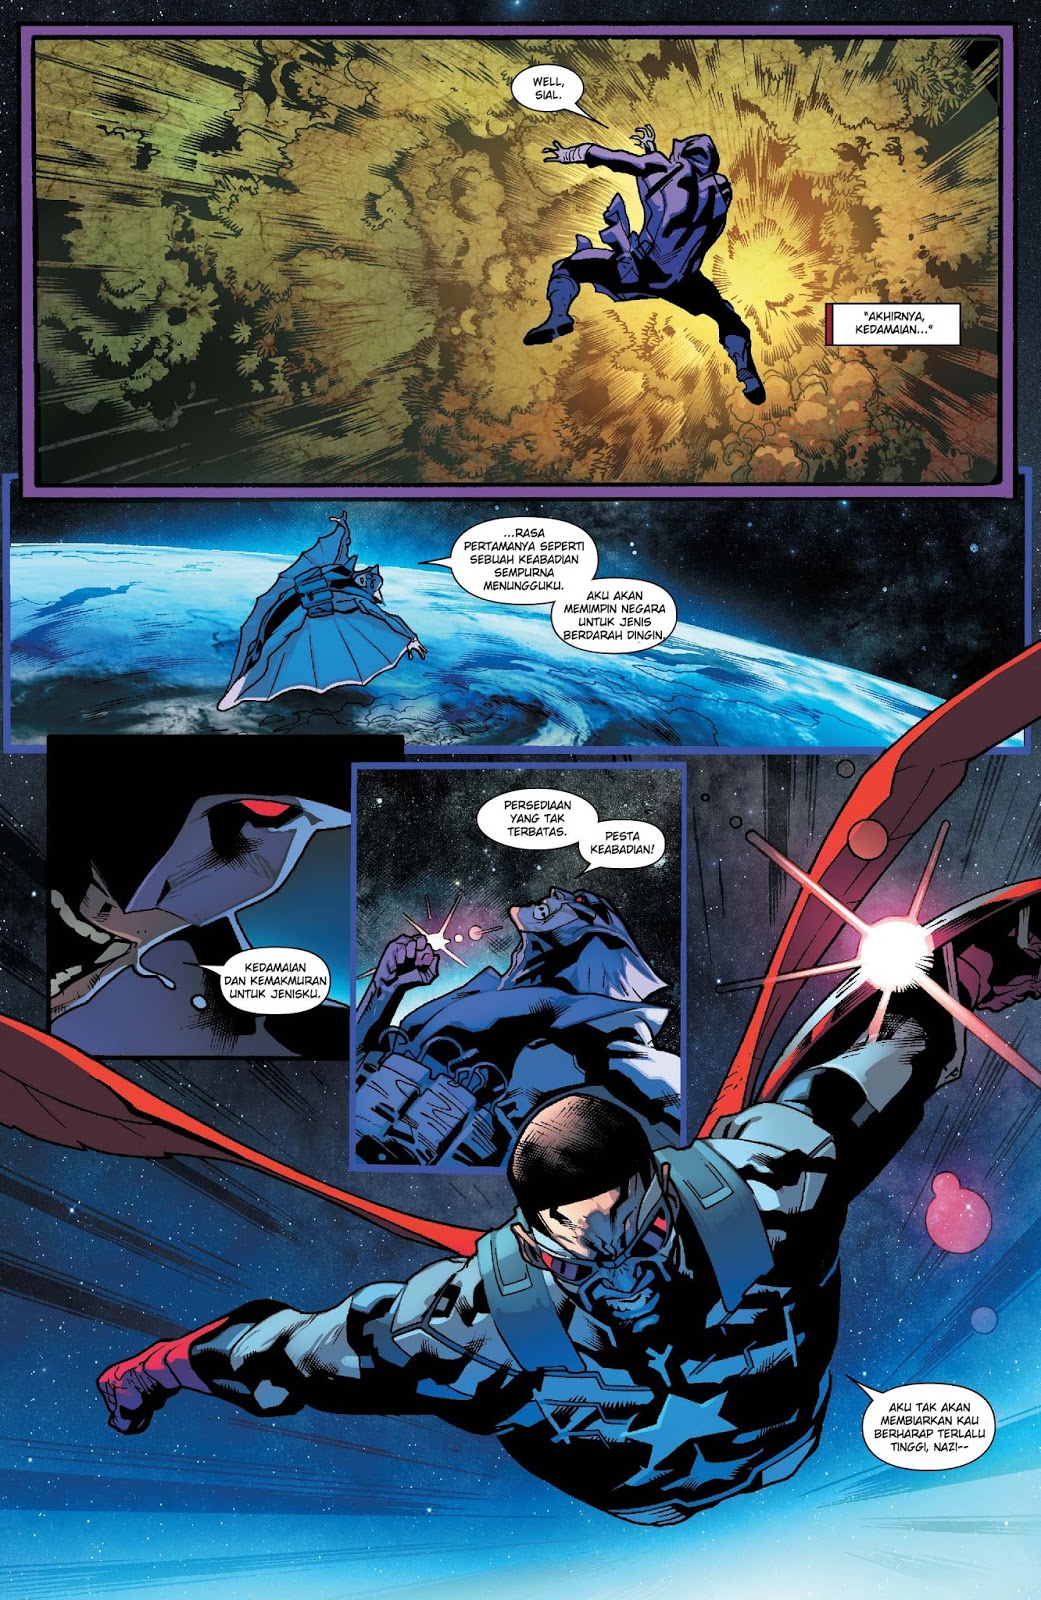 WELL,
SIAL.
"AKHIRNYA,
KEDAMAIAN..."
...RASA
PERTAMANYA SEPERTI
SEBUAH KEABADIAN
SEMPURNA
MENUNGGUKU.
AKU AKAN
MEMIMPIN NEGARA
UNTUK JENIS
BERDARAH DINGIN.
KEDAMAIAN
DAN KEMAKMURAN
UNTUK JENISKU.
PERSEDIAAN
YANG TAK
TERBATAS.
PESTA
KEABADIAN!
AKU TAK AKAN
MEMBIARKAN KAU
BERHARAP TERLALU
TINGGI, NAZI--